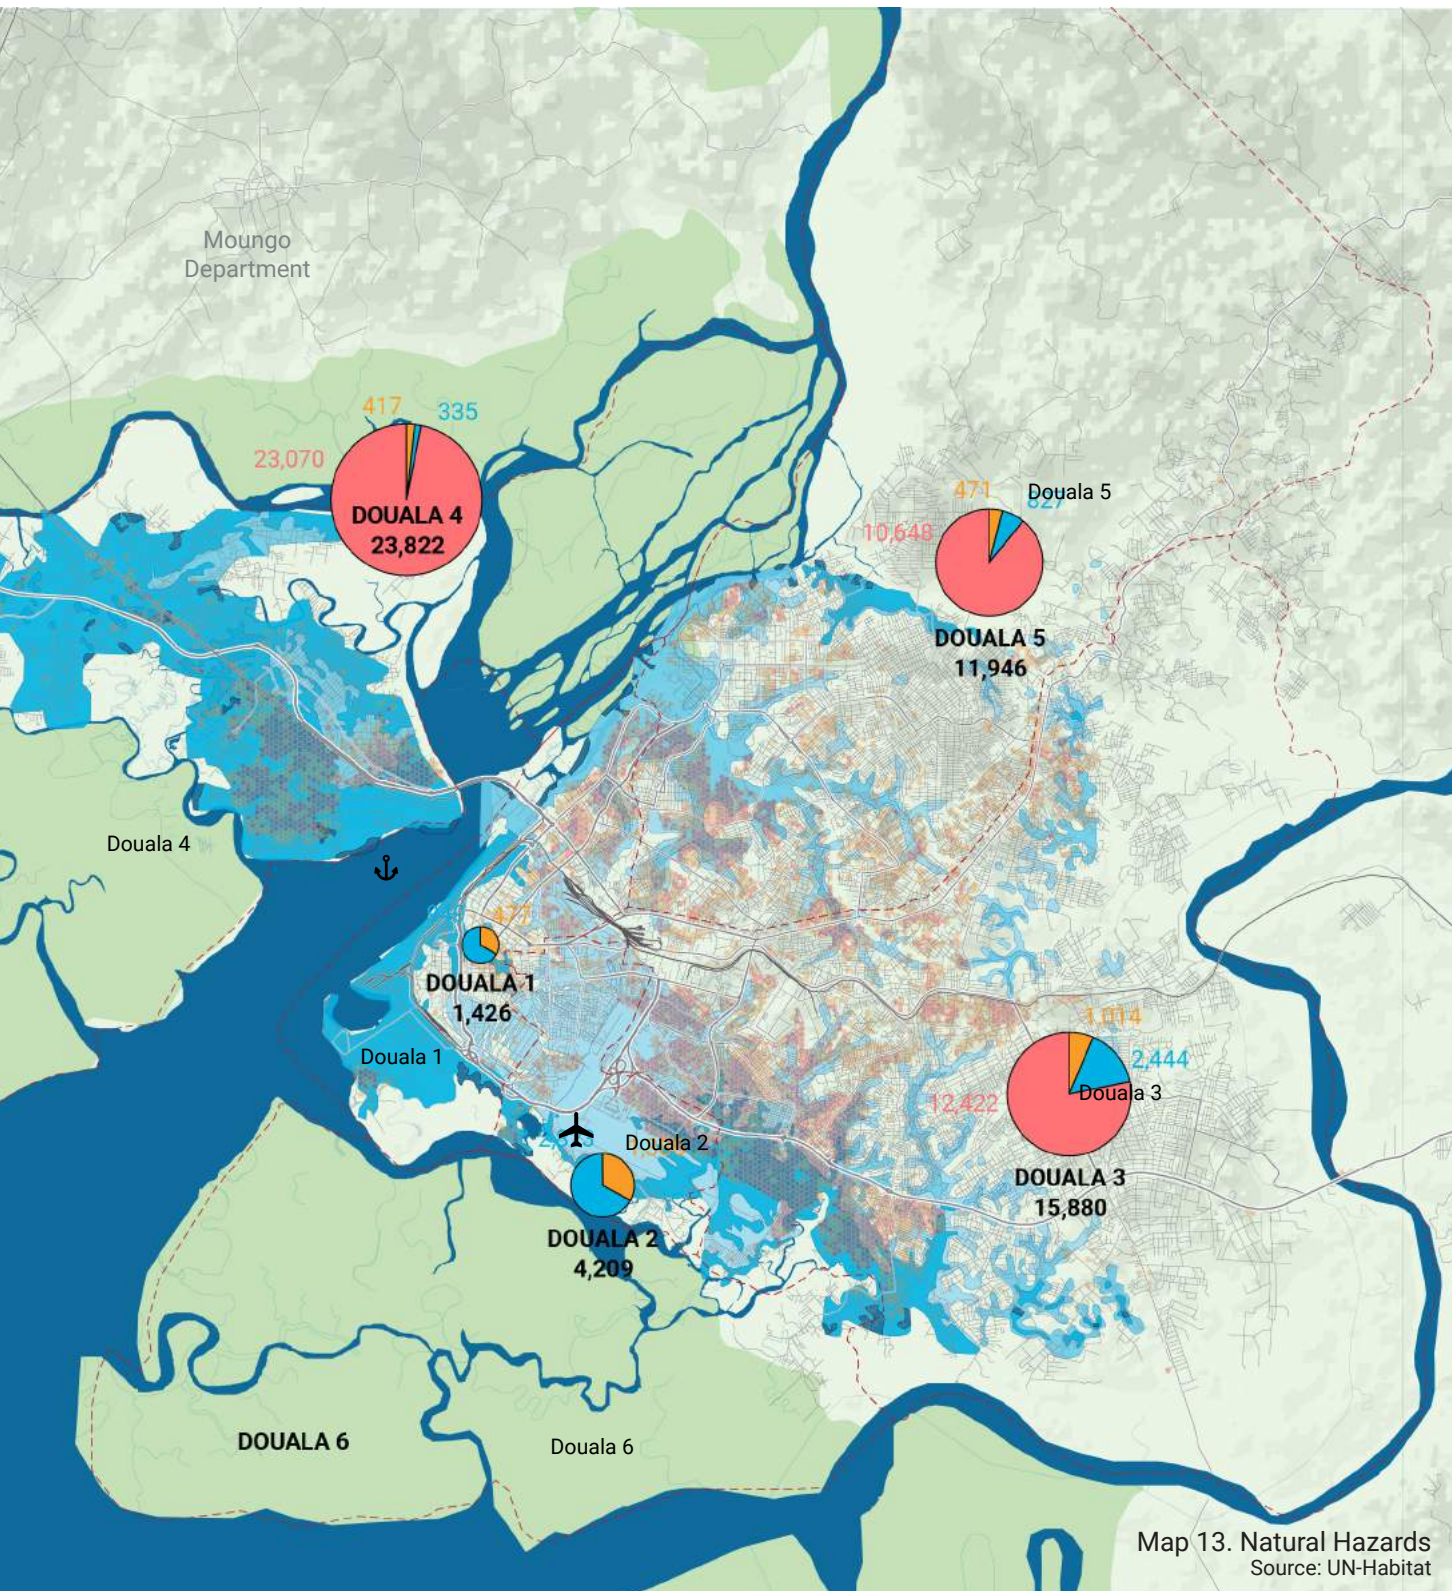 Moungo
Department
417
335
23,070
DOUALA 4
23,822
471
Douala 5
827
10,648
DOUALA 5
11,946
Douala 4
477
DOUALA 1
1,426
Douala 1
1,014
2,444
Douala 3
12,422
DOUALA 3
15,880
Douala 2
DOUALA 2
4,209
DOUALA 6
Douala 6
Map 13. Natural Hazards
Source: UN-Habitat